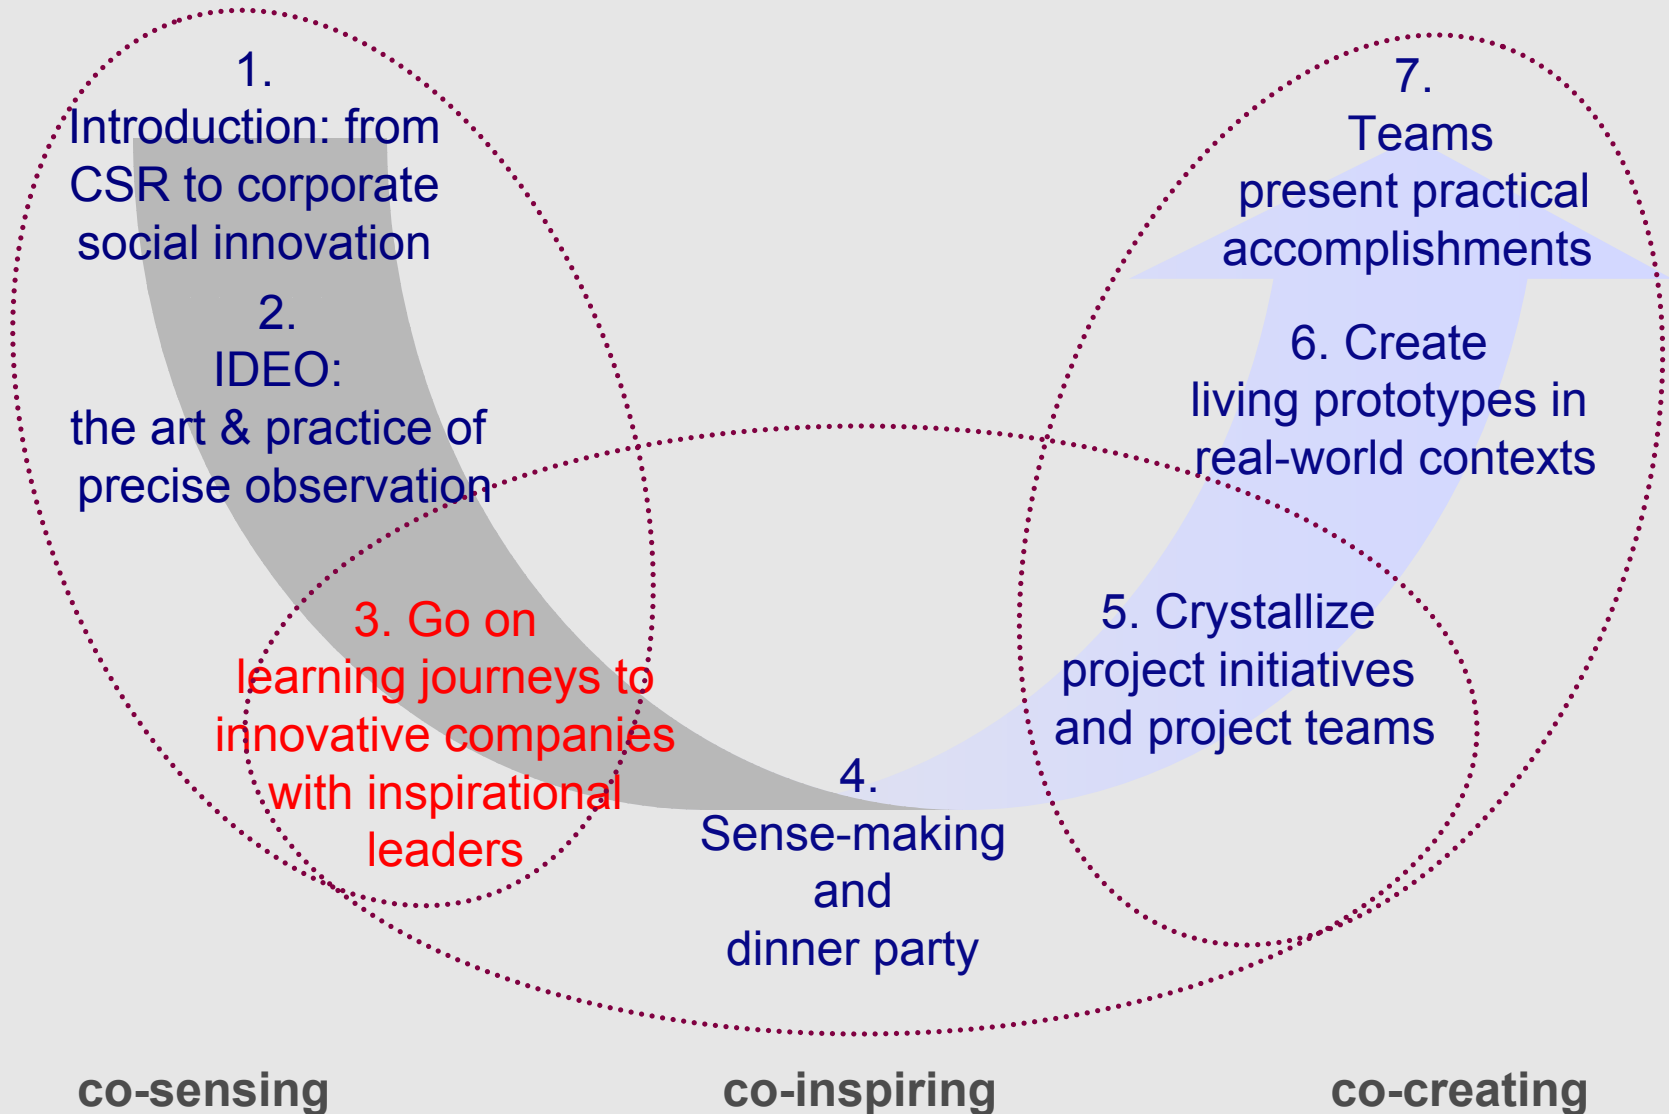 1.
Introduction: from
CSR to corporate
social innovation
2.
IDEO:
the art & practice of
precise observation
3. Go on
learning journeys to
innovative companies
with inspirational
leaders
4.
Sense-making
and
dinner party
5. Crystallize
project initiatives
and project teams
6. Create
living prototypes in
real-world contexts
7.
Teams
present practical
accomplishments
co-sensing
co-inspiring
co-creating